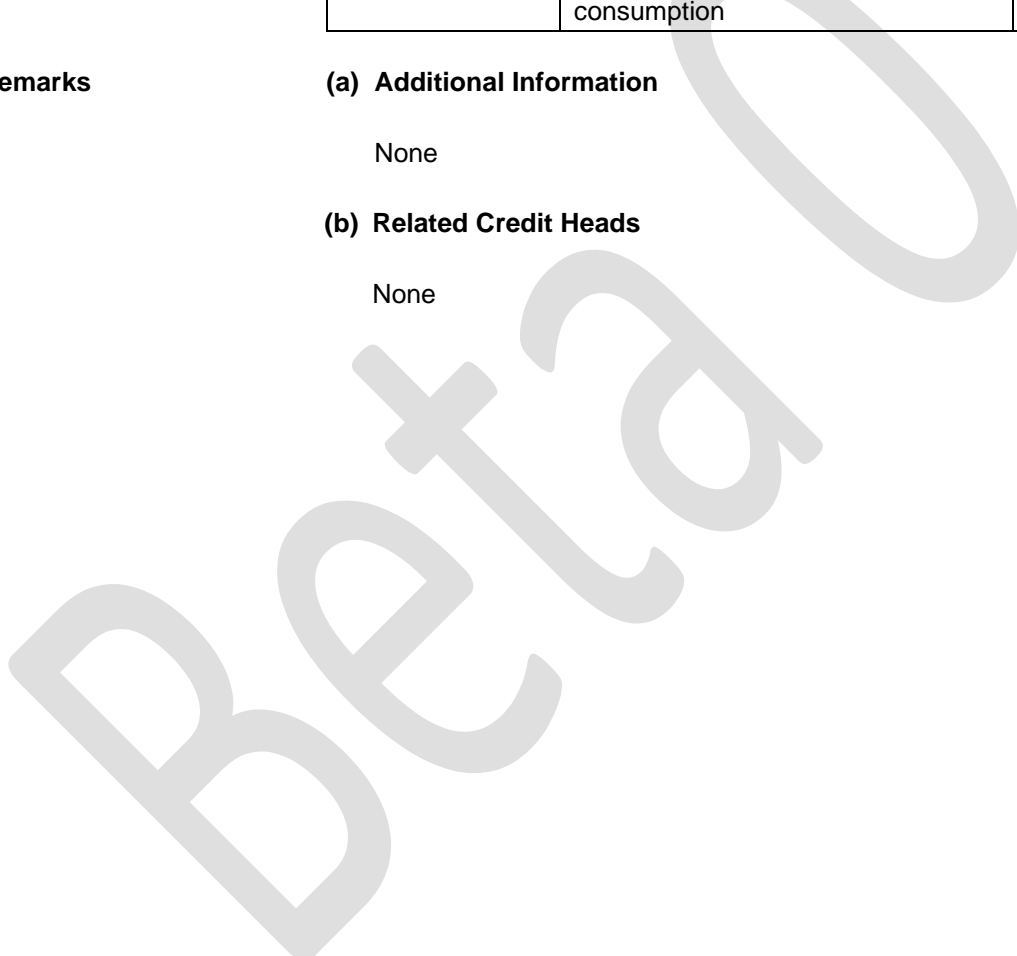 consumption
emarks (a) Additional Information
None
(b) Related Credit Heads
None
Beta 0